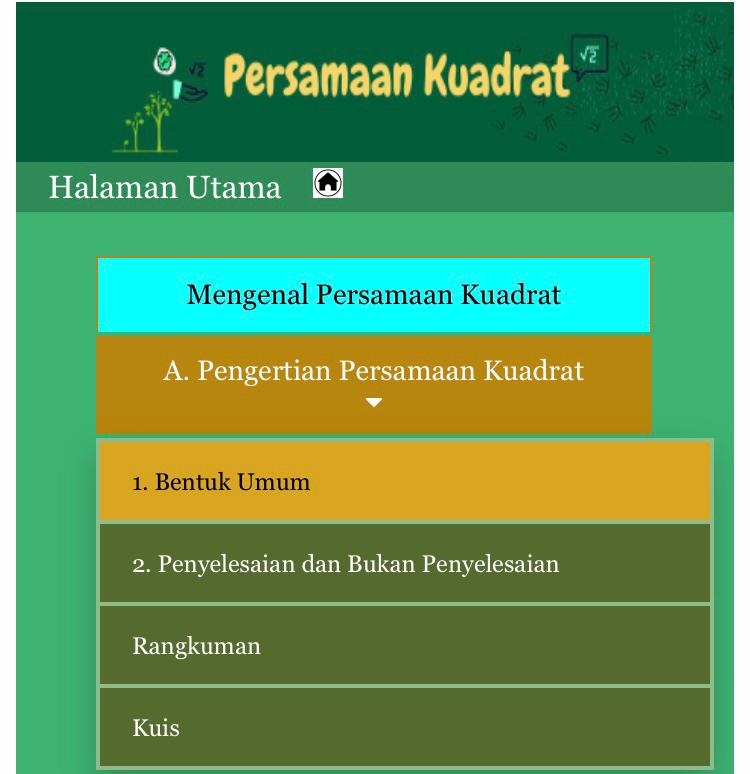 √2
√2
Persamaan Kuadrat
Halaman Utama
Mengenal Persamaan Kuadrat
A. Pengertian Persamaan Kuadrat
1. Bentuk Umum
2. Penyelesaian dan Bukan Penyelesaian
Rangkuman
Kuis